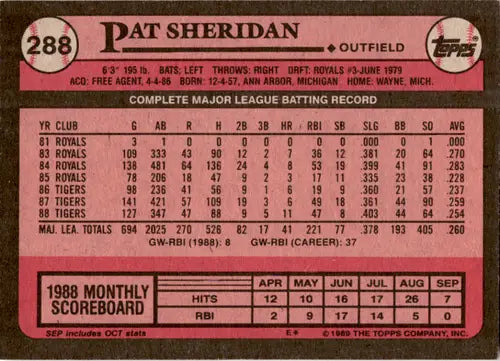 288
PAT SHERIDAN
OUTFIELD
TOPPS
6'3" 195 lb. BATS: LEFT THROWS: RIGHT DRFT: ROYALS #3-JUNE 1979
ACQ: FREE AGENT, 4-4-86 BORN: 12-4-57, ANN ARBOR, MICHIGAN HOME: WAYNE, MICH.
COMPLETE MAJOR LEAGUE BATTING RECORD
YR CLUB G AB R H 2B 3B HR RBI SB SLG BB SO AVG
81 ROYALS 3 1 0 0 0 0 0 0 0 .000 0 1 .000
83 ROYALS 109 333 43 90 12 2 7 36 12 .381 20 64 .270
84 ROYALS 138 481 64 136 24 4 8 53 19 .399 41 91 .283
85 ROYALS 78 206 18 47 9 2 3 17 11 .335 23 38 .228
86 TIGERS 98 236 41 56 9 1 6 19 9 .360 21 57 .237
87 TIGERS 141 421 57 109 19 3 6 49 18 .361 44 90 .259
88 TIGERS 127 347 47 88 9 5 11 47 8 .403 44 64 .254
MAJ. LEA. TOTALS 694 2025 270 526 82 17 41 221 77 .378 193 405 .260
GW-RBI (1988): 8 GW-RBI (CAREER): 37
1988 MONTHLY
SCOREBOARD
APR MAY JUN JUL AUG SEP
HITS 12 10 16 17 26 7
RBI 2 9 17 14 5 0
SEP includes OCT stats
E* © 1989 THE TOPPS COMPANY, INC.